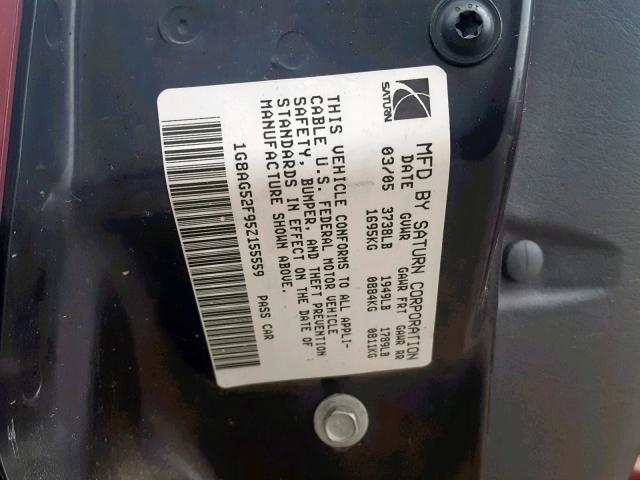 SATURN
MFD BY SATURN CORPORATION
DATE GVWR GAWR FRT GAWR RR
03/05 3738LB 1949LB 1789LB
1695KG 0884KG 0811KG
THIS VEHICLE CONFORMS TO ALL APPLI-
CABLE U.S. FEDERAL MOTOR VEHICLE
SAFETY, BUMPER, AND THEFT PREVENTION
STANDARDS IN EFFECT ON THE DATE OF
MANUFACTURE SHOWN ABOVE.
1G8AG52F95Z155559 PASS CAR